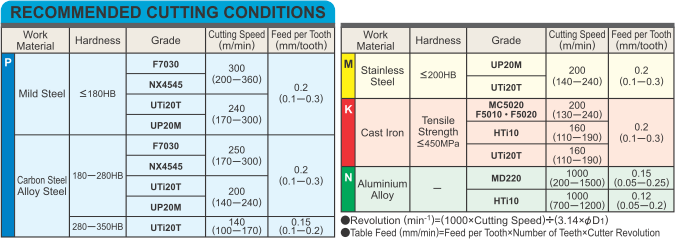 RECOMMENDED CUTTING CONDITIONS
Work Material Hardness Grade Cutting Speed (m/min) Feed per Tooth (mm/tooth)
P
Mild Steel
≤180HB
F7030
NX4545
300
(200−360)
UTi20T
UP20M
240
(170−300)
0.2
(0.1−0.3)
Carbon Steel
Alloy Steel
180−280HB
F7030
NX4545
250
(170−300)
UTi20T
UP20M
200
(140−240)
0.2
(0.1−0.3)
280−350HB
UTi20T
140
(100−170)
0.15
(0.1−0.2)
Work Material Hardness Grade Cutting Speed (m/min) Feed per Tooth (mm/tooth)
M
Stainless
Steel
≤200HB
UP20M
UTi20T
200
(140−240)
0.2
(0.1−0.3)
K
Cast Iron
Tensile
Strength
≤450MPa
MC5020
F5010・F5020
200
(130−240)
HTi10
160
(110−190)
UTi20T
160
(110−190)
0.2
(0.1−0.3)
N
Aluminium
Alloy
−
MD220
1000
(200−1500)
0.15
(0.05−0.25)
HTi10
1000
(700−1200)
0.12
(0.05−0.2)
●Revolution (min-1)=(1000×Cutting Speed)÷(3.14×φD1)
●Table Feed (mm/min)=Feed per Tooth×Number of Teeth×Cutter Revolution